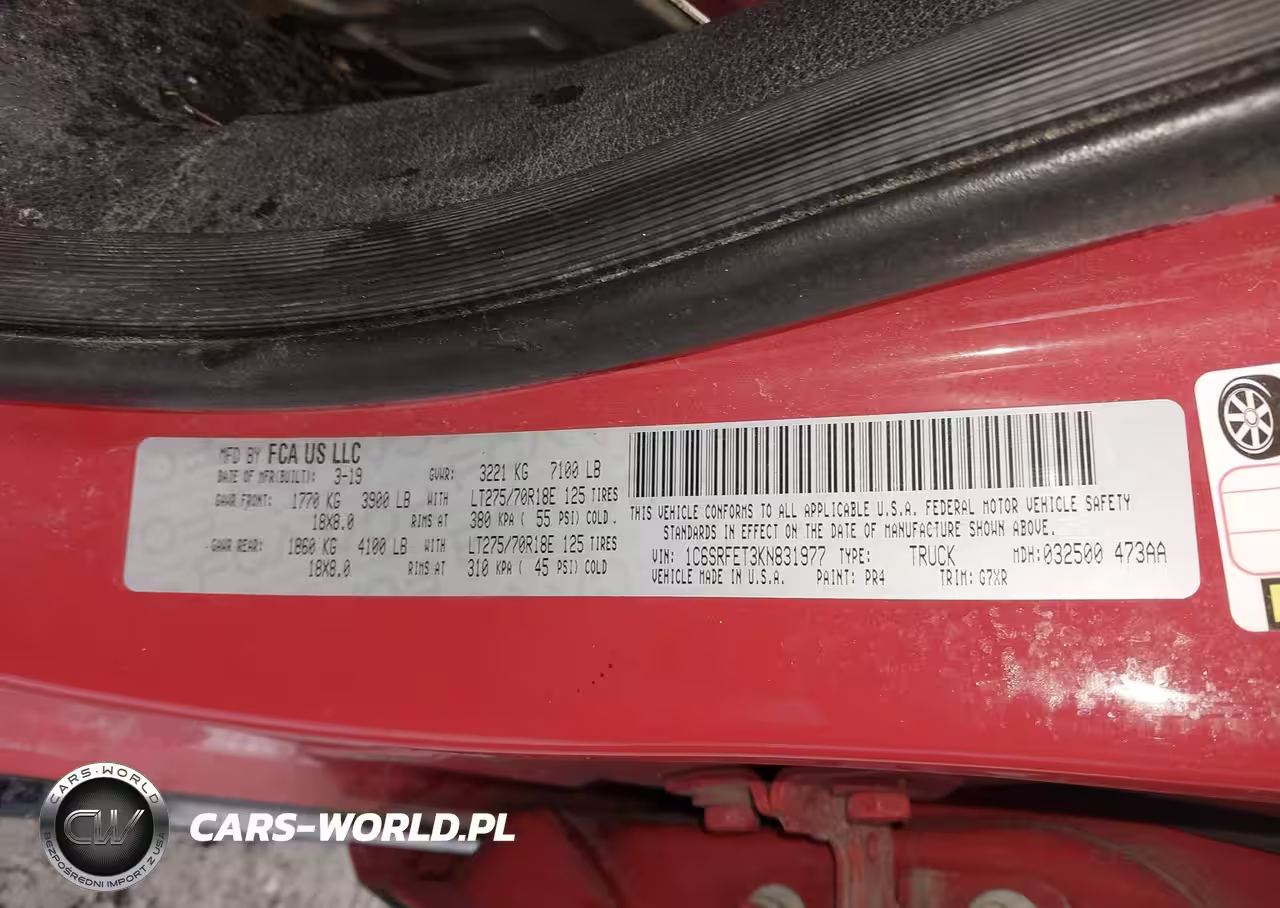 MFD BY FCA US LLC
DATE OF MFR(BUILT): 3-19 GVWR: 3221 KG 7100 LB
GAWR FRONT: 1770 KG 3900 LB WITH LT275/70R18E 125 TIRES
18X8.0 RIMS AT 380 KPA ( 55 PSI) COLD.
GAWR REAR: 1860 KG 4100 LB WITH LT275/70R18E 125 TIRES
18X8.0 RIMS AT 310 KPA ( 45 PSI) COLD
THIS VEHICLE CONFORMS TO ALL APPLICABLE U.S.A. FEDERAL MOTOR VEHICLE SAFETY
STANDARDS IN EFFECT ON THE DATE OF MANUFACTURE SHOWN ABOVE.
VIN: 1C6SRFET3KN831977 TYPE: TRUCK MDH:032500 473AA
VEHICLE MADE IN U.S.A. PAINT: PR4 TRIM: G7XR
CARS-WORLD
CW
BEZPOŚREDNI IMPORT Z USA
CARS-WORLD.PL